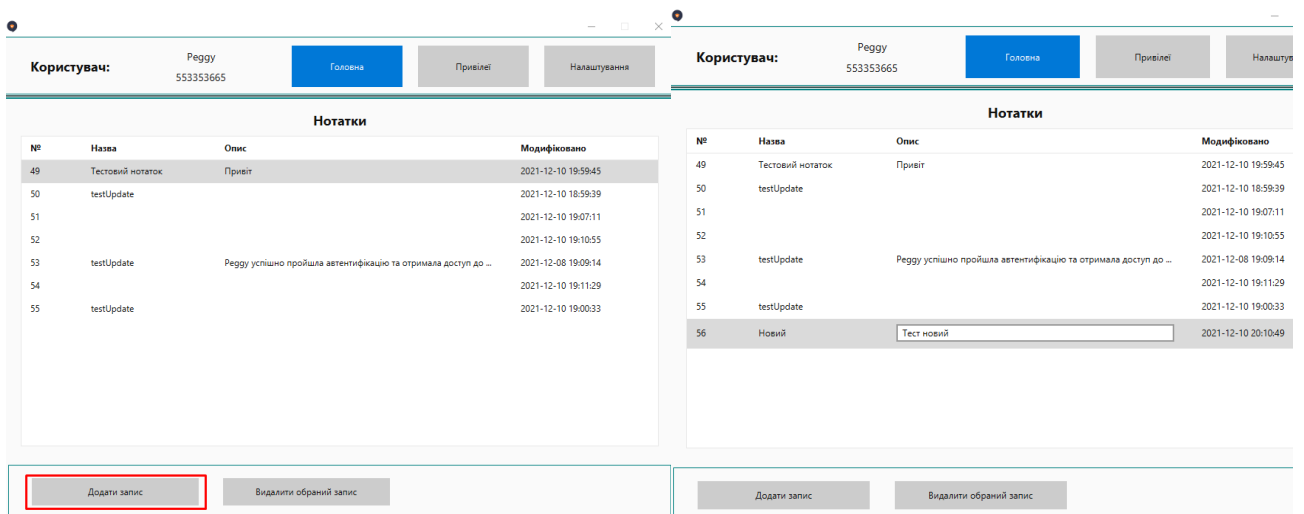 Користувач:
Peggy
553353665
Головна
Привілеї
Налаштування
Нотатки
№ Назва Опис Модифіковано
49 Тестовий нотаток Привіт 2021-12-10 19:59:45
50 testUpdate 2021-12-10 18:59:39
51 2021-12-10 19:07:11
52 2021-12-10 19:10:55
53 testUpdate Peggy успішно пройшла автентифікацію та отримала доступ до ... 2021-12-08 19:09:14
54 2021-12-10 19:11:29
55 testUpdate 2021-12-10 19:00:33
Додати запис Видалити обраний запис
Користувач:
Peggy
553353665
Головна
Привілеї
Налаштув
Нотатки
№ Назва Опис Модифіковано
49 Тестовий нотаток Привіт 2021-12-10 19:59:45
50 testUpdate 2021-12-10 18:59:39
51 2021-12-10 19:07:11
52 2021-12-10 19:10:55
53 testUpdate Peggy успішно пройшла автентифікацію та отримала доступ до ... 2021-12-08 19:09:14
54 2021-12-10 19:11:29
55 testUpdate 2021-12-10 19:00:33
56 Новий Тест новий 2021-12-10 20:10:49
Додати запис Видалити обраний запис